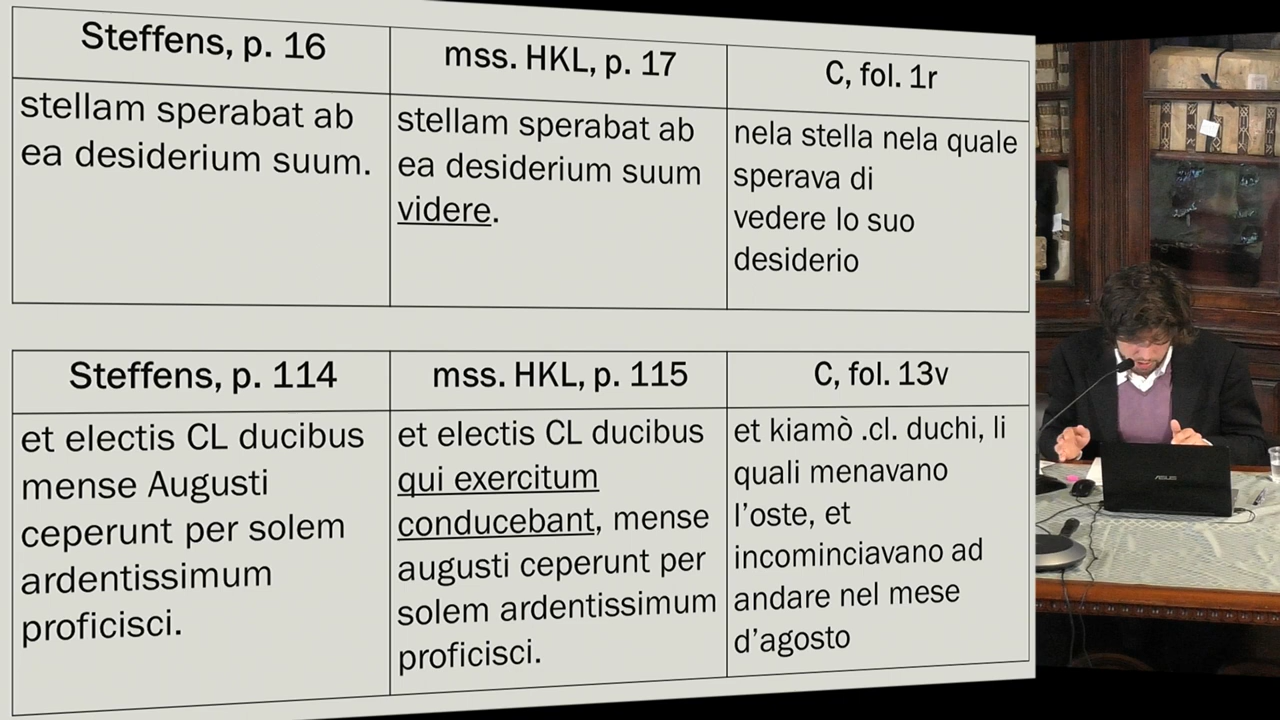 Steffens, p. 16
mss. HKL, p. 17
C, fol. 1r
stellam sperabat ab
ea desiderium suum.
stellam sperabat ab
ea desiderium suum
videre.
nela stella nela quale
sperava di
vedere lo suo
desiderio
Steffens, p. 114
mss. HKL, p. 115
C, fol. 13v
et electis CL ducibus
mense Augusti
ceperunt per solem
ardentissimum
proficisci.
et electis CL ducibus
qui exercitum
conducebant, mense
augusti ceperunt per
solem ardentissimum
proficisci.
et kiamò .cl. duchi, li
quali menavano
l’oste, et
incominciavano ad
andare nel mese
d’agosto
ASUS